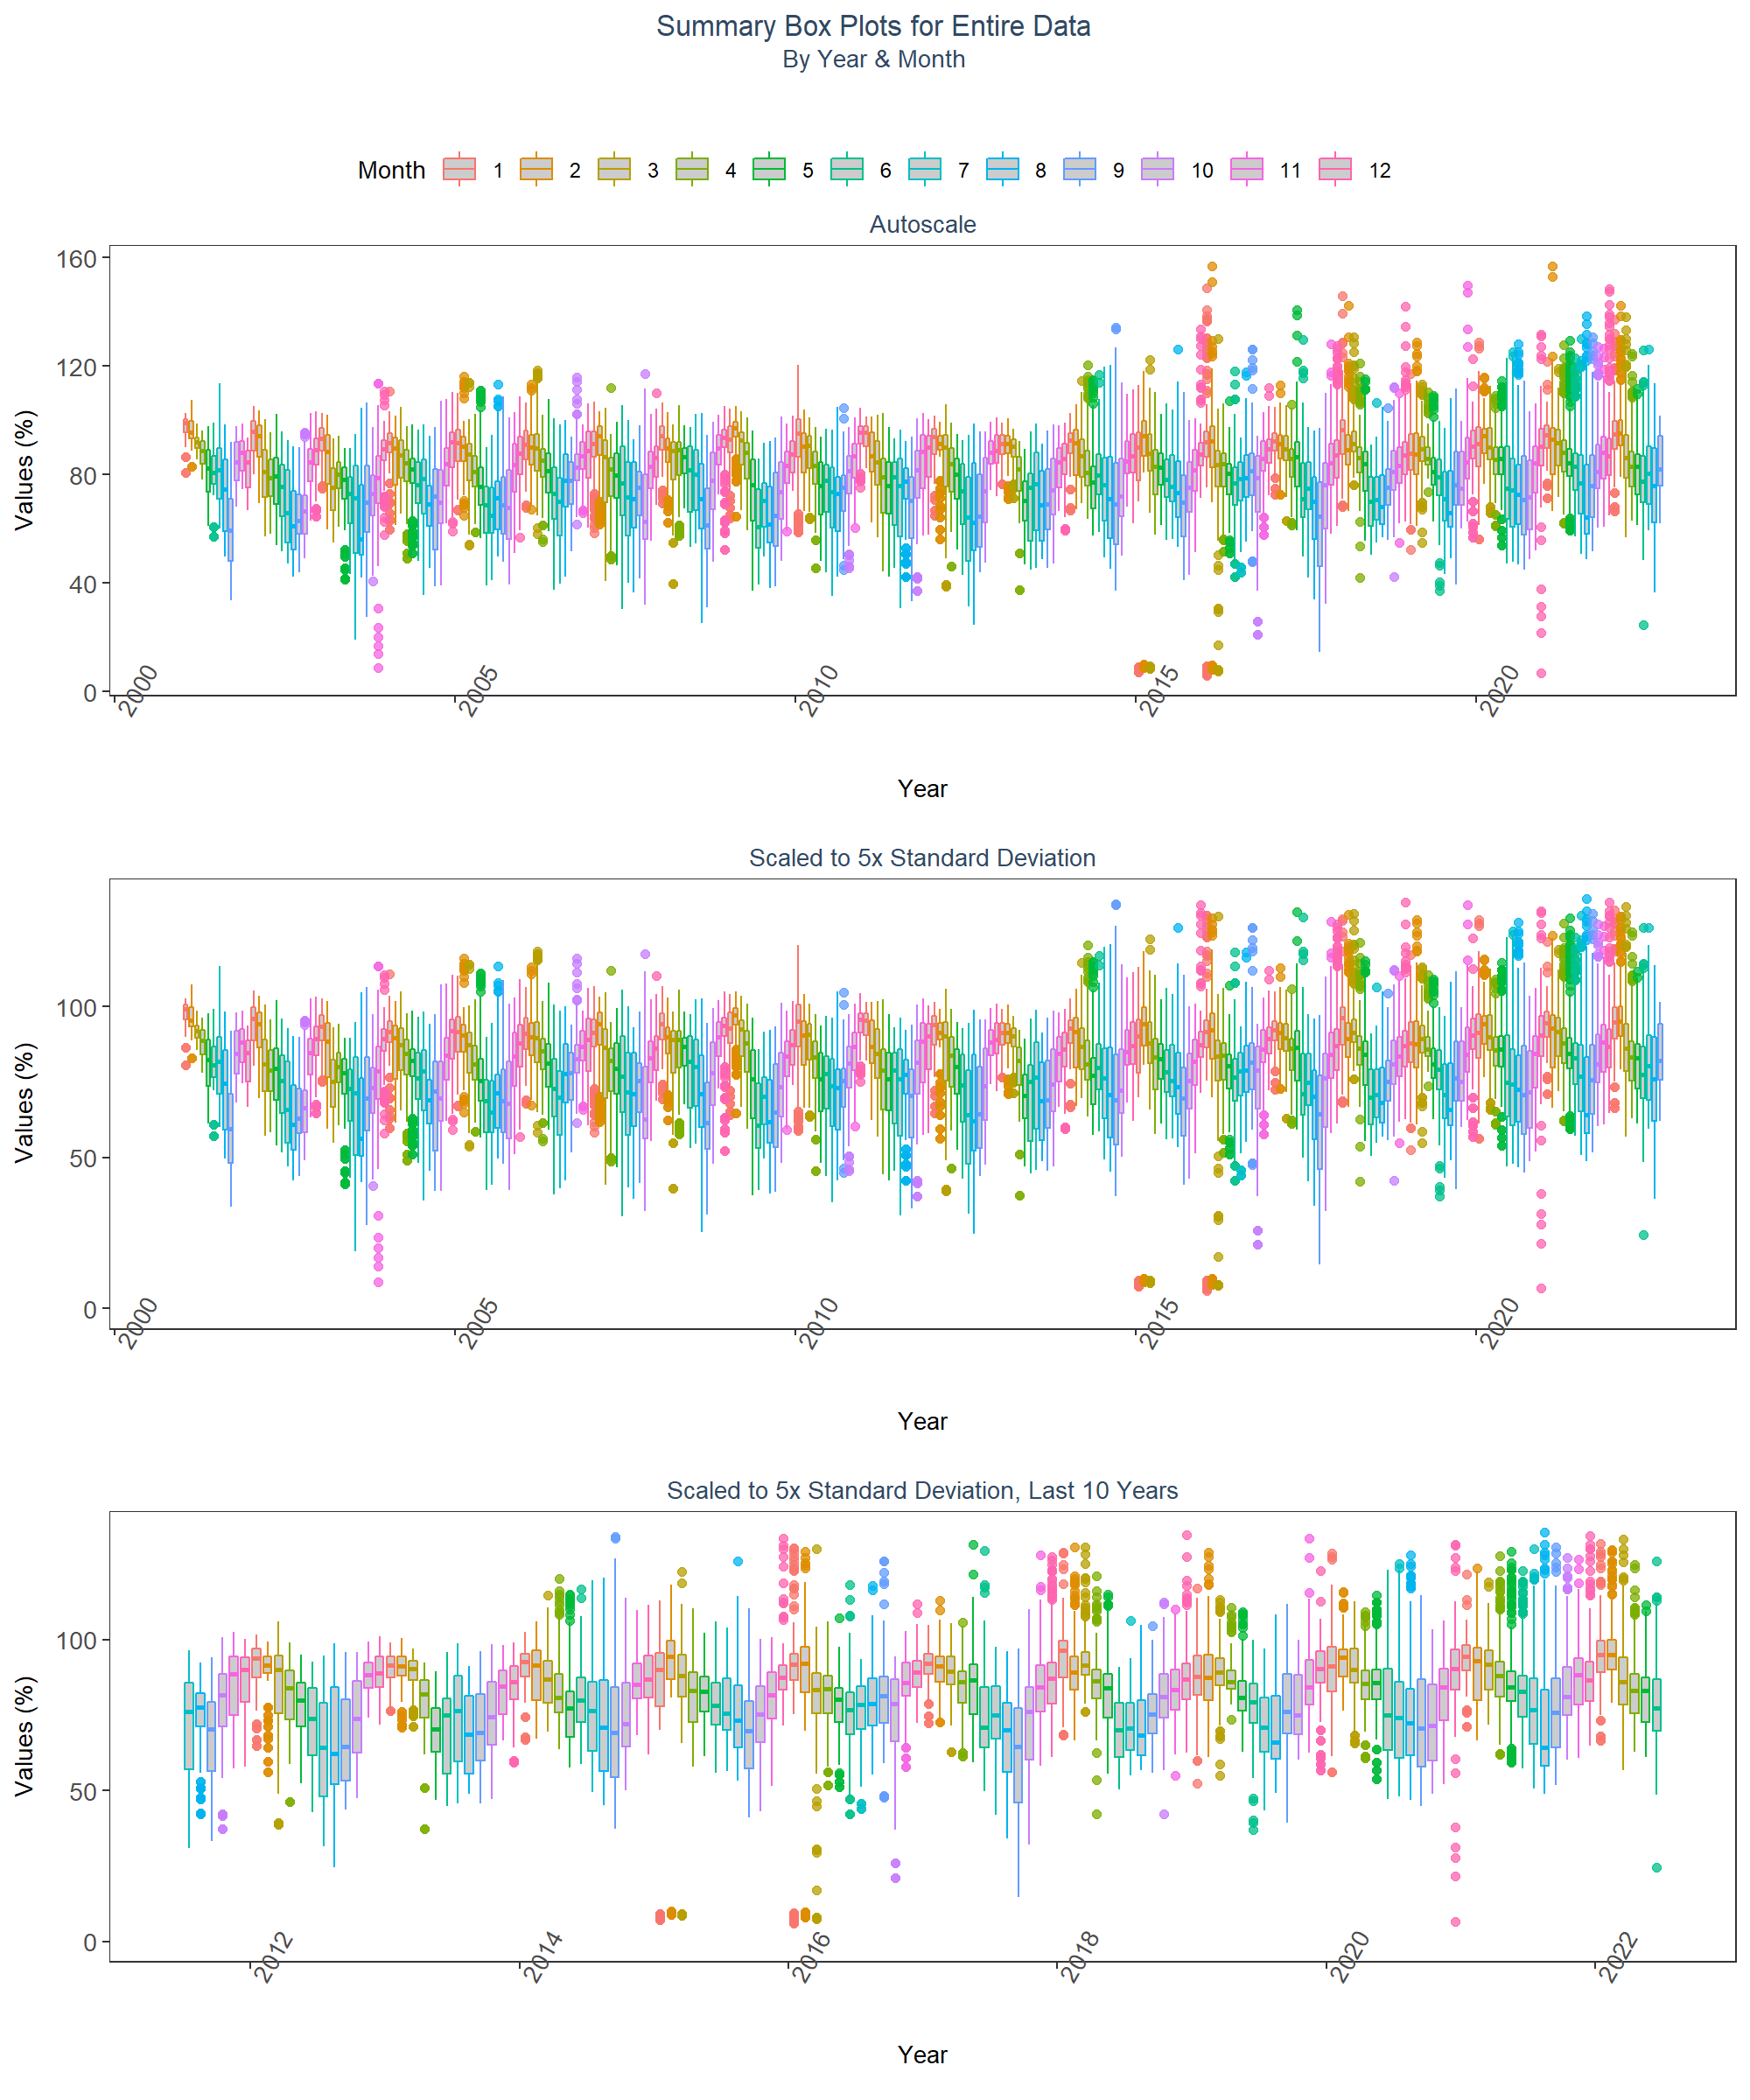 Summary Box Plots for Entire Data
By Year & Month
Month 1 2 3 4 5 6 7 8 9 10 11 12
Autoscale
Values (%)
160
120
80
40
0
2000 2005 2010 2015 2020
Year
Scaled to 5x Standard Deviation
Values (%)
100
50
0
2000 2005 2010 2015 2020
Year
Scaled to 5x Standard Deviation, Last 10 Years
Values (%)
100
50
0
2012 2014 2016 2018 2020 2022
Year